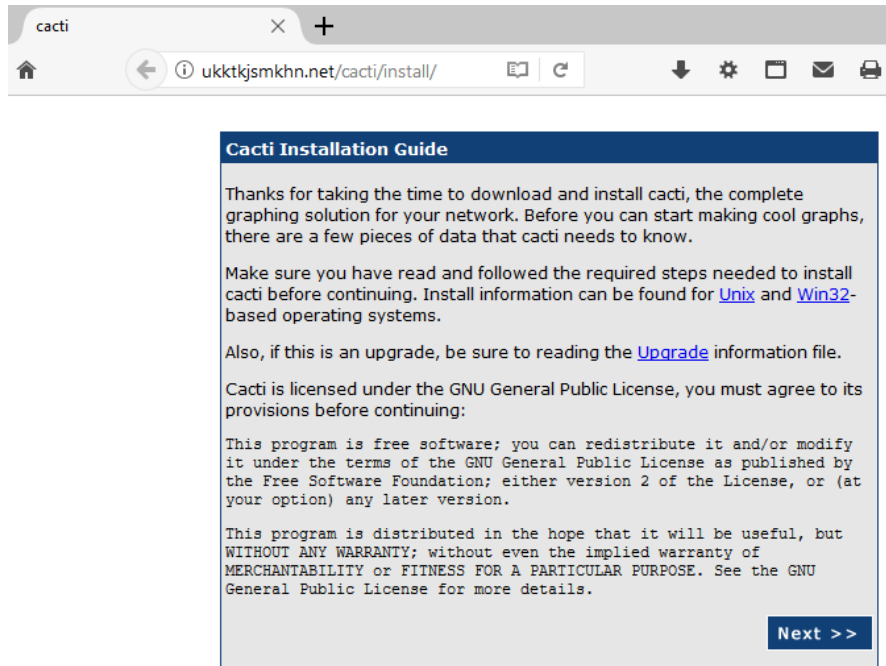 cacti
ukktkjsmkhn.net/cacti/install/
Cacti Installation Guide
Thanks for taking the time to download and install cacti, the complete
graphing solution for your network. Before you can start making cool graphs,
there are a few pieces of data that cacti needs to know.
Make sure you have read and followed the required steps needed to install
cacti before continuing. Install information can be found for Unix and Win32-
based operating systems.
Also, if this is an upgrade, be sure to reading the Upgrade information file.
Cacti is licensed under the GNU General Public License, you must agree to its
provisions before continuing:
This program is free software; you can redistribute it and/or modify
it under the terms of the GNU General Public License as published by
the Free Software Foundation; either version 2 of the License, or (at
your option) any later version.
This program is distributed in the hope that it will be useful, but
WITHOUT ANY WARRANTY; without even the implied warranty of
MERCHANTABILITY or FITNESS FOR A PARTICULAR PURPOSE. See the GNU
General Public License for more details.
Next >>